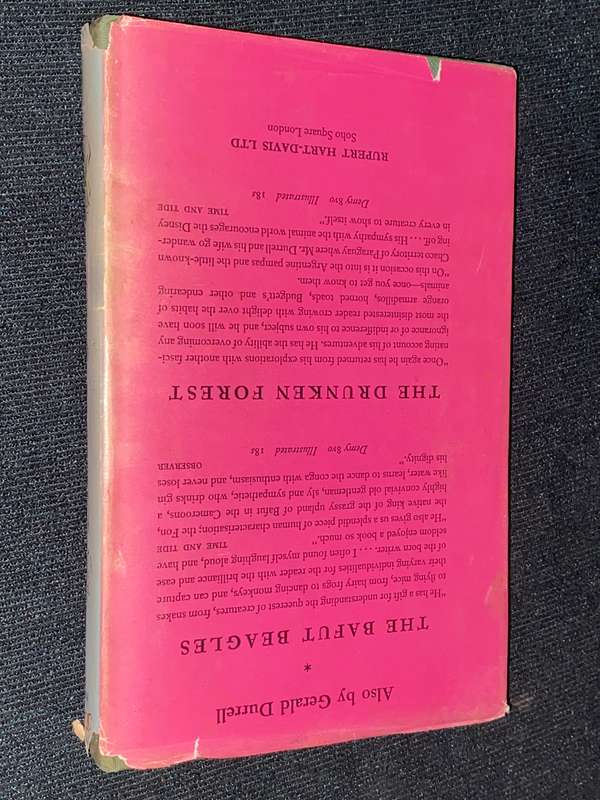 Also by Gerald Durrell
*
THE BAFUT BEAGLES
"He has a gift for understanding the queerest of creatures, from snakes
to flying mice, from hairy frogs to dancing monkeys, and can capture
their varying individualities for the reader with the brilliance and ease
of the born writer. . . . I often found myself laughing aloud, and have
seldom enjoyed a book so much." TIME AND TIDE
"He also gives us a splendid piece of human characterisation; the Fon,
the native king of the grassy upland of Bafut in the Cameroons, a
highly convivial old gentleman, sly and sympathetic, who drinks gin
like water, learns to dance the conga with enthusiasm, and never loses
his dignity." OBSERVER
Demy 8vo Illustrated 18s
THE DRUNKEN FOREST
"Once again he has returned from his explorations with another fasci-
nating account of his adventures. He has the ability of overcoming any
ignorance of or indifference to his own subject, and he will soon have
the most disinterested reader crowing with delight over the habits of
orange armadillos, horned toads, Budgett's and other endearing
animals—once you get to know them.
"On this occasion it is into the Argentine pampas and the little-known
Chaco territory of Paraguay where Mr. Durrell and his wife go wander-
ing off. . . . His sympathy with the animal world encourages the Disney
in every creature to show itself." TIME AND TIDE
Demy 8vo Illustrated 18s
RUPERT HART-DAVIS LTD
Soho Square London